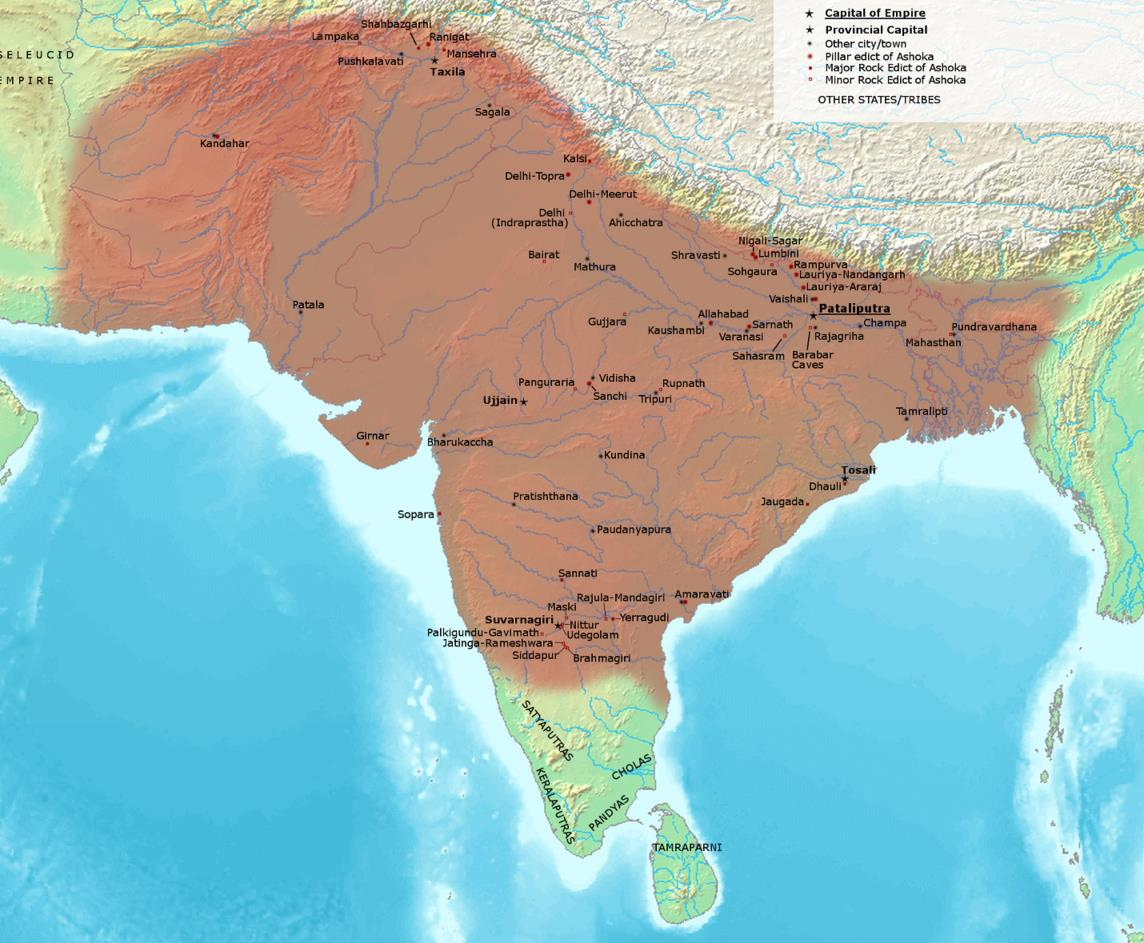 Capital of Empire
Provincial Capital
Other city/town
Pillar edict of Ashoka
Major Rock Edict of Ashoka
Minor Rock Edict of Ashoka
OTHER STATES/TRIBES
SELEUCID
EMPIRE
Shahbazgarhi
Lampaka
Ranigat
Mansehra
Pushkalavati
Taxila
Sagala
Kandahar
Kalsi
Delhi-Topra
Delhi-Meerut
Delhi
(Indraprastha)
Ahicchatra
Bairat
Mathura
Nigali-Sagar
Shravasti
Lumbini
Sohgaura
Rampurva
Lauriya-Nandangarh
Lauriya-Araraj
Vaishali
Patala
Pataliputra
Allahabad
Gujjara
Kaushambi
Sarnath
Champa
Varanasi
Rajagriha
Pundravardhana
Mahasthan
Sahasram
Barabar
Caves
Vidisha
Panguraria
Rupnath
Sanchi
Tripuri
Ujjain
Tamralipti
Girnar
Bharukaccha
Kundina
Tosali
Dhauli
Pratishthana
Jaugada
Sopara
Paudanyapura
Sannati
Rajula-Mandagiri
Amaravati
Maski
Suvarnagiri
Yerragudi
Nittur
Palkigundu-Gavimath
Udegolam
Jatinga-Rameshwara
Siddapur
Brahmagiri
SATYAPUTRAS
CHOLAS
KERALAPUTRAS
PANDYAS
TAMRAPARNI